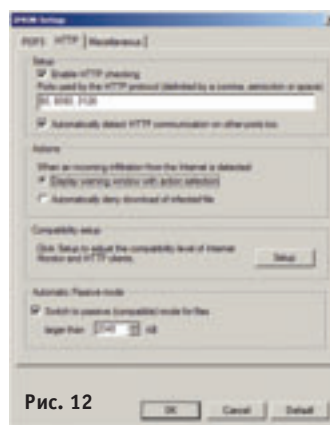 IMON Setup
POP3 HTTP Miscellaneous
Setup
Enable HTTP checking
Ports used by the HTTP protocol (delimited by a comma, semicolon or space)
80, 8080, 3128
Automatically detect HTTP communication on other ports too.
Actions
When an incoming infiltration from the Internet is detected
Display warning window with action selection
Automatically deny download of infected file
Compatibility setup
Click Setup to adjust the compatibility level of Internet
Monitor and HTTP clients.
Setup
Automatic Passive mode
Switch to passive (compatible) mode for files
larger than 2048 kB
Рис. 12
OK Cancel Default